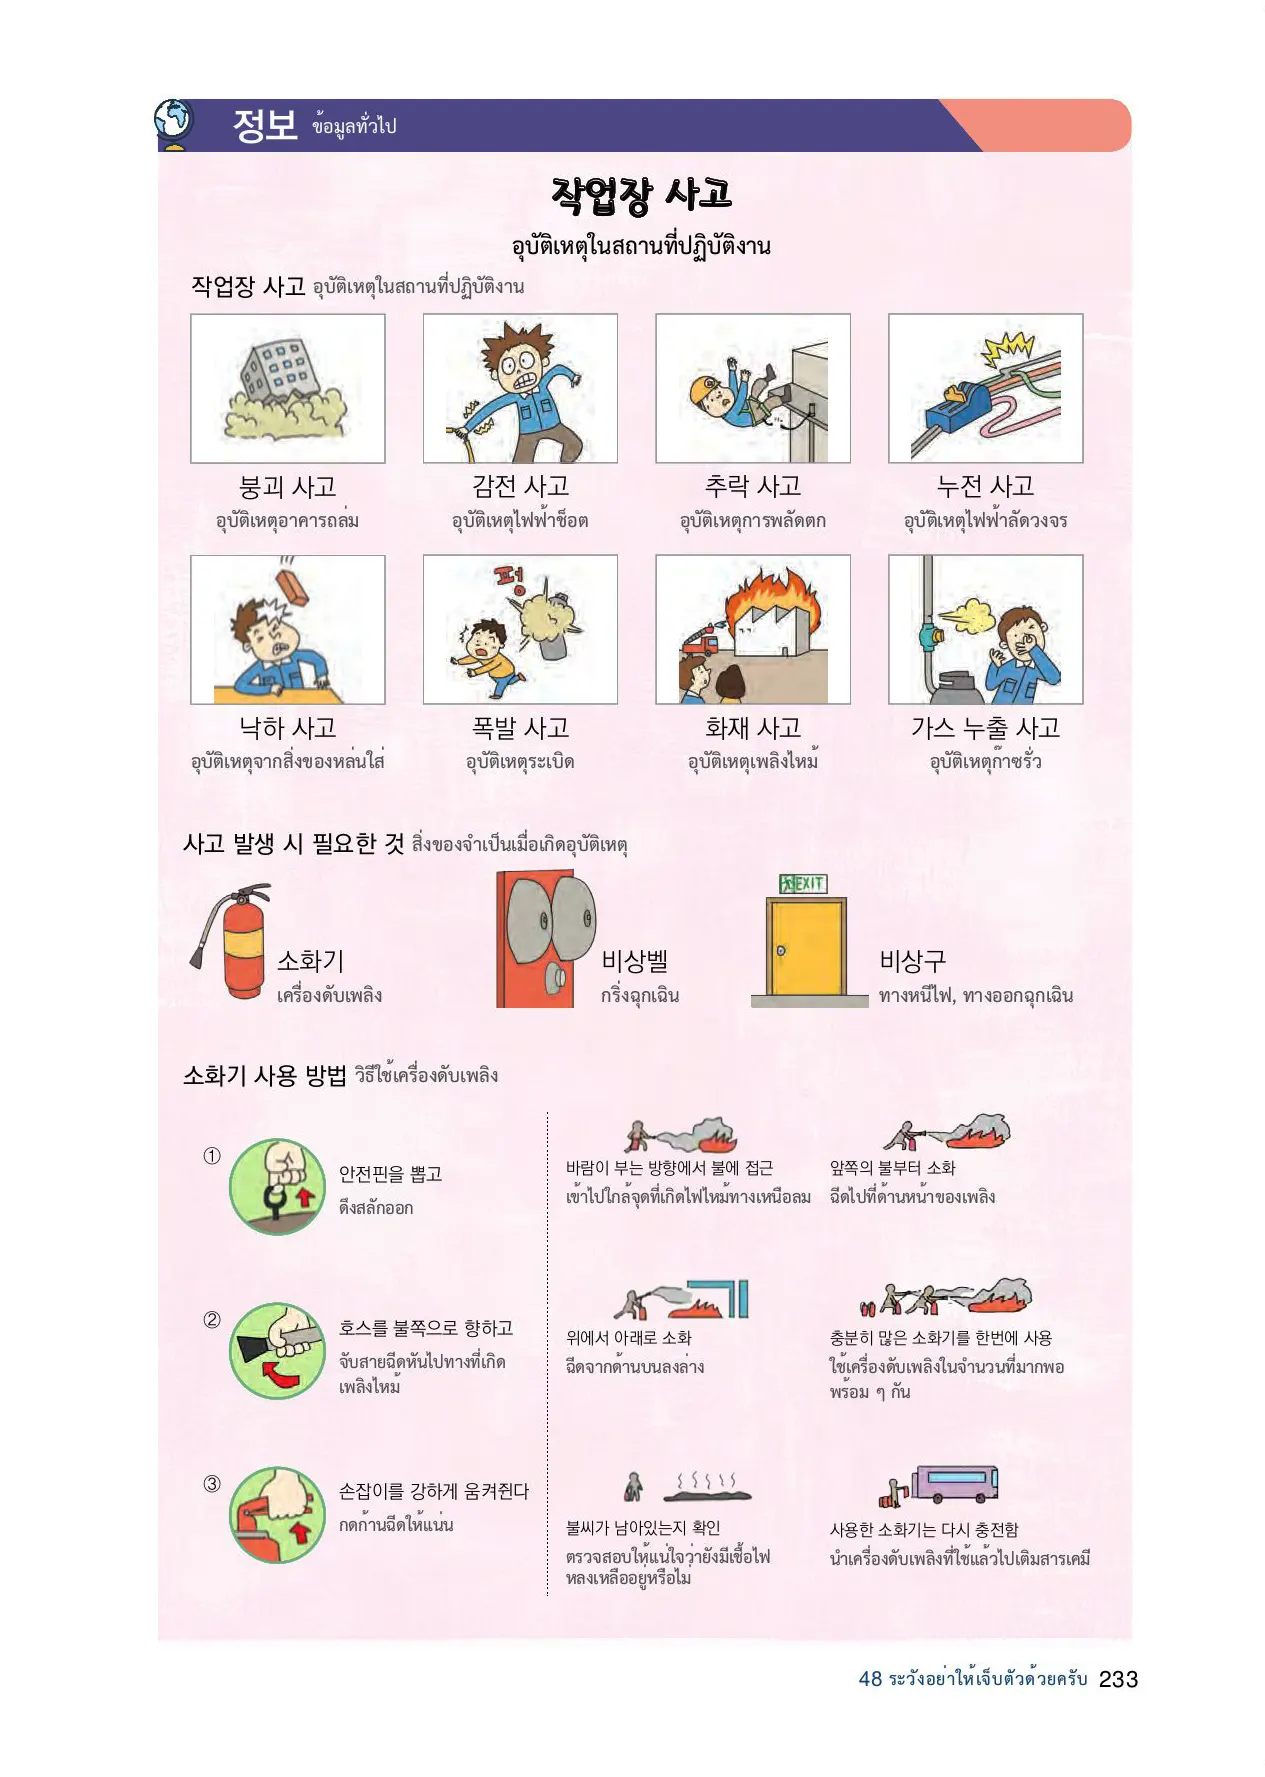 정보 ข้อมูลทั่วไป
작업장 사고
อุบัติเหตุในสถานที่ปฏิบัติงาน
작업장 사고 อุบัติเหตุในสถานที่ปฏิบัติงาน
붕괴 사고 감전 사고 추락 사고 누전 사고
อุบัติเหตุอาคารถล่ม อุบัติเหตุไฟฟ้าช็อต อุบัติเหตุการพลัดตก อุบัติเหตุไฟฟ้าลัดวงจร
펑
낙하 사고 폭발 사고 화재 사고 가스 누출 사고
อุบัติเหตุจากสิ่งของหล่นใส่ อุบัติเหตุระเบิด อุบัติเหตุเพลิงไหม้ อุบัติเหตุก๊าซรั่ว
사고 발생 시 필요한 것 สิ่งของจำเป็นเมื่อเกิดอุบัติเหตุ
EXIT
소화기 비상벨 비상구
เครื่องดับเพลิง กริ่งฉุกเฉิน ทางหนีไฟ, ทางออกฉุกเฉิน
소화기 사용 방법 วิธีใช้เครื่องดับเพลิง
①
안전핀을 뽑고
ดึงสลักออก
②
호스를 불쪽으로 향하고
จับสายฉีดหันไปทางที่เกิด
เพลิงไหม้
③
손잡이를 강하게 움켜쥔다
กดก้านฉีดให้แน่น
바람이 부는 방향에서 불에 접근
เข้าไปใกล้จุดที่เกิดไฟไหม้ทางเหนือลม
앞쪽의 불부터 소화
ฉีดไปที่ด้านหน้าของเพลิง
위에서 아래로 소화
ฉีดจากด้านบนลงล่าง
충분히 많은 소화기를 한번에 사용
ใช้เครื่องดับเพลิงในจำนวนที่มากพอ
พร้อม ๆ กัน
불씨가 남아있는지 확인
ตรวจสอบให้แน่ใจว่ายังมีเชื้อไฟ
หลงเหลืออยู่หรือไม่
사용한 소화기는 다시 충전함
นำเครื่องดับเพลิงที่ใช้แล้วไปเติมสารเคมี
48 ระวังอย่าให้เจ็บตัวด้วยครับ 233